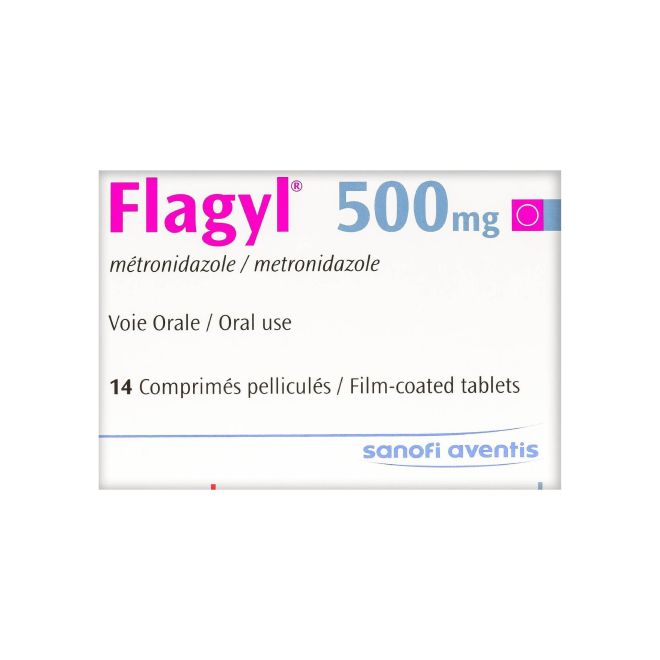 Flagyl® 500mg
métronidazole / metronidazole
Voie Orale / Oral use
14 Comprimés pelliculés / Film-coated tablets
sanofi aventis